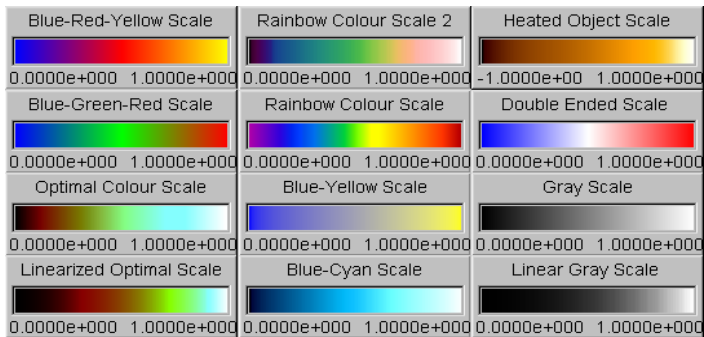 Blue-Red-Yellow Scale
0.0000e+000 1.0000e+000
Rainbow Colour Scale 2
0.0000e+000 1.0000e+000
Heated Object Scale
-1.0000e+00 1.0000e+000
Blue-Green-Red Scale
0.0000e+000 1.0000e+000
Rainbow Colour Scale
0.0000e+000 1.0000e+000
Double Ended Scale
0.0000e+000 1.0000e+000
Optimal Colour Scale
0.0000e+000 1.0000e+000
Blue-Yellow Scale
0.0000e+000 1.0000e+000
Gray Scale
0.0000e+000 1.0000e+000
Linearized Optimal Scale
0.0000e+000 1.0000e+000
Blue-Cyan Scale
0.0000e+000 1.0000e+000
Linear Gray Scale
0.0000e+000 1.0000e+000